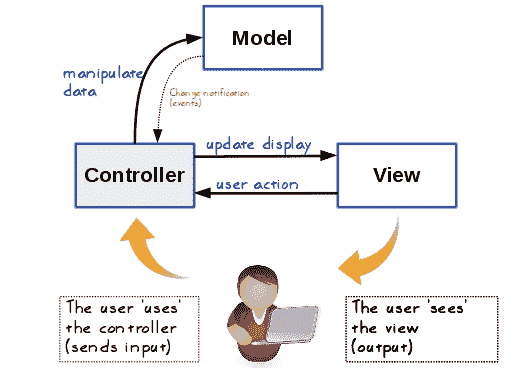 Model
manipulate
data
Change notification
(events)
update display
Controller
View
user action
The user 'uses'
the controller
(sends input)
The user 'sees'
the view
(output)